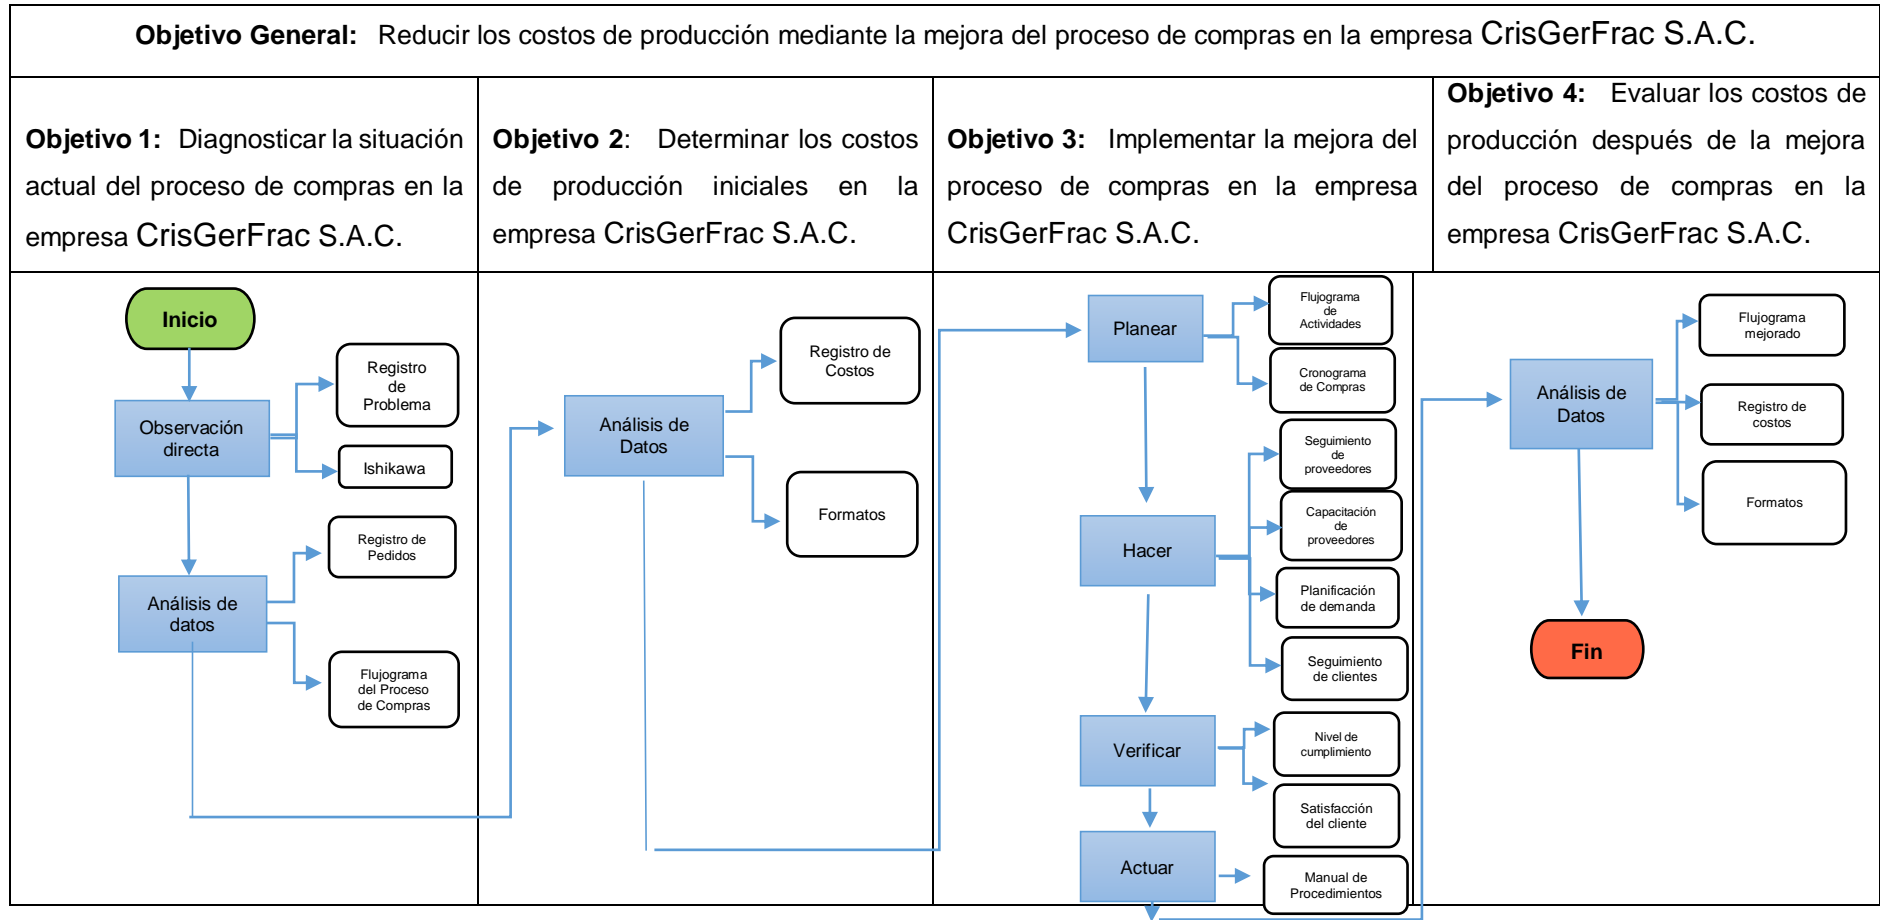 Objetivo General: Reducir los costos de producción mediante la mejora del proceso de compras en la empresa CrisGerFrac S.A.C.
Objetivo 1: Diagnosticar la situación
actual del proceso de compras en la
empresa CrisGerFrac S.A.C.
Objetivo 2: Determinar los costos
de producción iniciales en la
empresa CrisGerFrac S.A.C.
Objetivo 3: Implementar la mejora del
proceso de compras en la empresa
CrisGerFrac S.A.C.
Objetivo 4: Evaluar los costos de
producción después de la mejora
del proceso de compras en la
empresa CrisGerFrac S.A.C.
Inicio
Observación
directa
Registro
de
Problema
Ishikawa
Análisis de
datos
Registro de
Pedidos
Flujograma
del Proceso
de Compras
Análisis de
Datos
Registro de
Costos
Formatos
Planear
Flujograma
de
Actividades
Cronograma
de Compras
Hacer
Seguimiento
de
proveedores
Capacitación
de
proveedores
Planificación
de demanda
Seguimiento
de clientes
Verificar
Nivel de
cumplimiento
Satisfacción
del cliente
Actuar
Manual de
Procedimientos
Análisis de
Datos
Flujograma
mejorado
Registro de
costos
Formatos
Fin